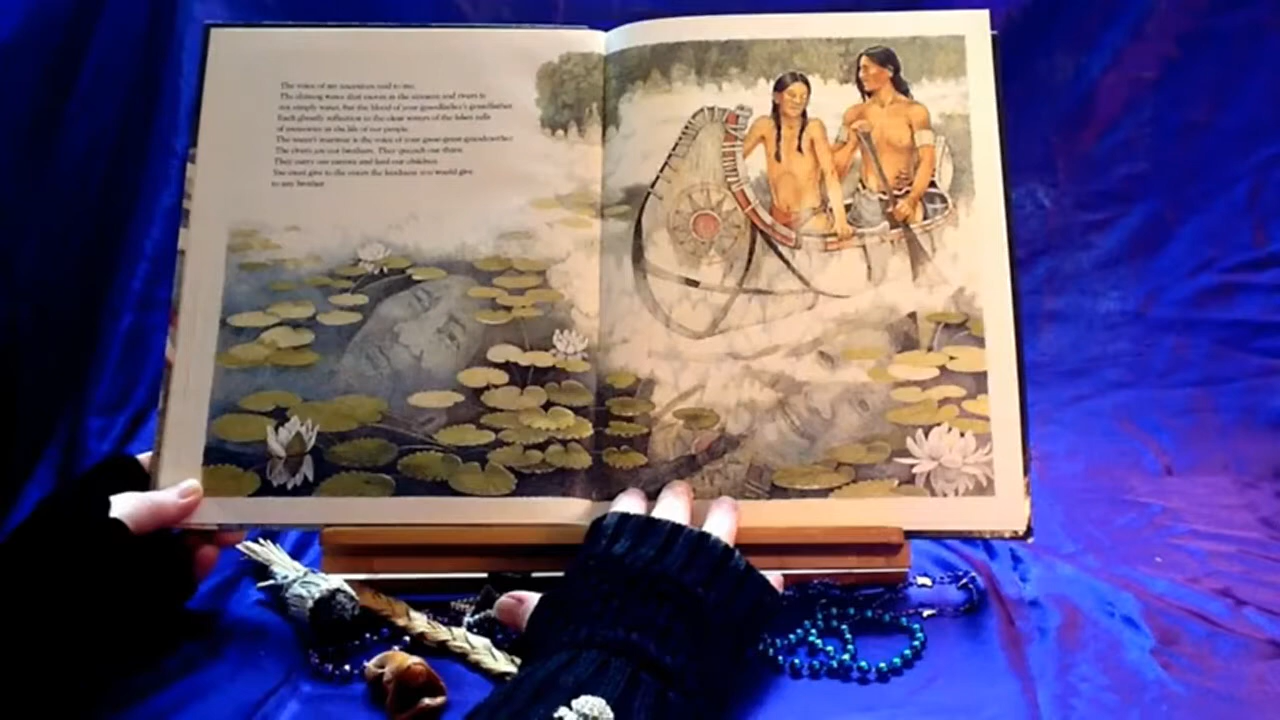 The voice of my ancestors said to me,
The shining water that moves in the streams and rivers is
not simply water, but the blood of your grandfather's grandfather.
Each ghostly reflection in the clear waters of the lakes tells
of memories in the life of our people.
The water's murmur is the voice of your great-great-grandmother.
The rivers are our brothers. They quench our thirst.
They carry our canoes and feed our children.
You must give to the rivers the kindness you would give
to any brother.